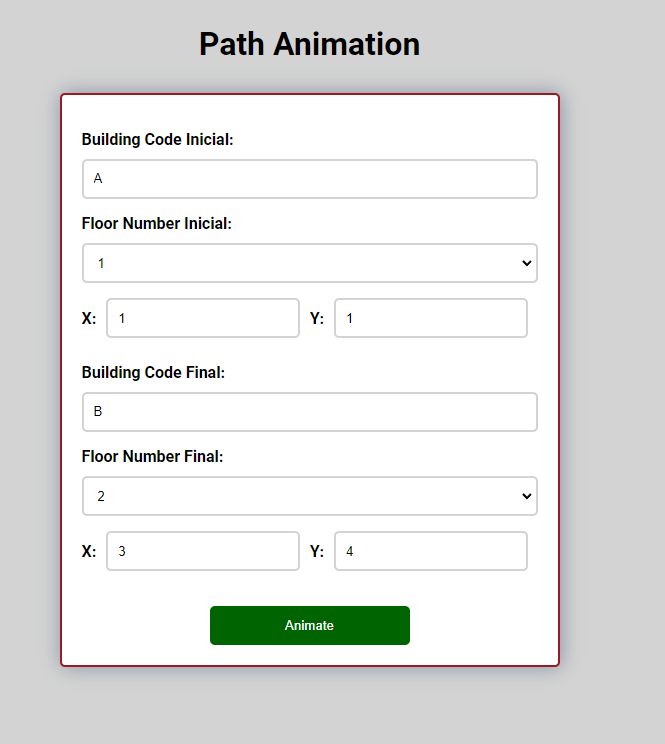 Path Animation
Building Code Inicial:
A
Floor Number Inicial:
1
X: 1 Y: 1
Building Code Final:
B
Floor Number Final:
2
X: 3 Y: 4
Animate